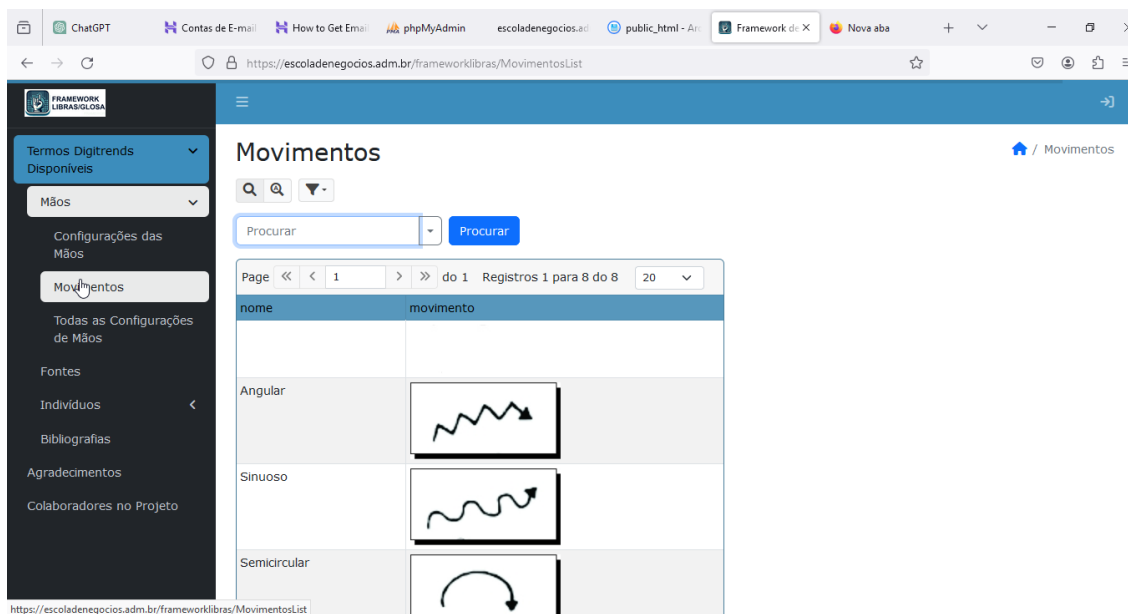 ChatGPT
Contas de E-mail
How to Get Email
phpMyAdmin
escoladenegocios.ad
public_html - Arq
Framework de
Nova aba
https://escoladenegocios.adm.br/frameworklibras/MovimentosList
FRAMEWORK
LIBRAS/GLOSA
Termos Digitrends
Disponíveis
Mãos
Configurações das
Mãos
Movimentos
Todas as Configurações
de Mãos
Fontes
Indivíduos
Bibliografias
Agradecimentos
Colaboradores no Projeto
Movimentos
/ Movimentos
Procurar
Procurar
Page 1 do 1 Registros 1 para 8 do 8 20
nome movimento
Angular
Sinuoso
Semicircular
https://escoladenegocios.adm.br/frameworklibras/MovimentosList